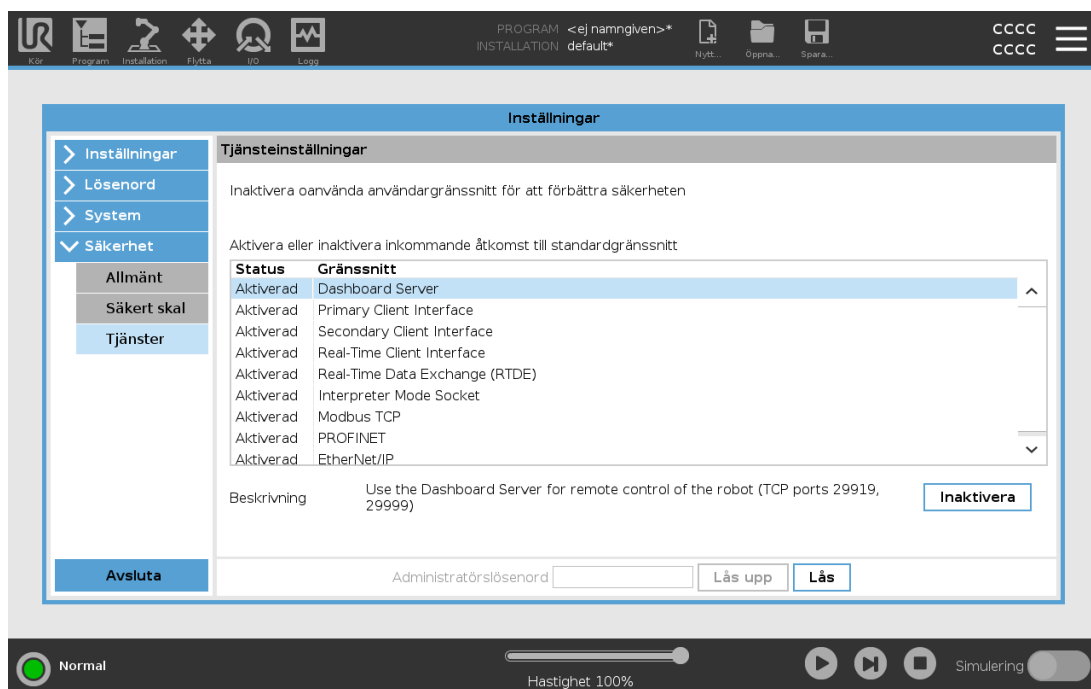 UR
PROGRAM <ej namngiven>*
INSTALLATION default*
CCCC
CCCC
Kör Program Installation Flytta I/O Logg Nytt... Öppna... Spara...
Inställningar
Inställningar
Lösenord
System
Säkerhet
Allmänt
Säkert skal
Tjänster
Avsluta
Tjänsteinställningar
Inaktivera oanvända användargränssnitt för att förbättra säkerheten
Aktivera eller inaktivera inkommande åtkomst till standardgränssnitt
Status Gränssnitt
Aktiverad Dashboard Server
Aktiverad Primary Client Interface
Aktiverad Secondary Client Interface
Aktiverad Real-Time Client Interface
Aktiverad Real-Time Data Exchange (RTDE)
Aktiverad Interpreter Mode Socket
Aktiverad Modbus TCP
Aktiverad PROFINET
Aktiverad EtherNet/IP
Beskrivning
Use the Dashboard Server for remote control of the robot (TCP ports 29919,
29999)
Inaktivera
Administratörslösenord Lås upp Lås
Normal
Hastighet 100%
Simulering